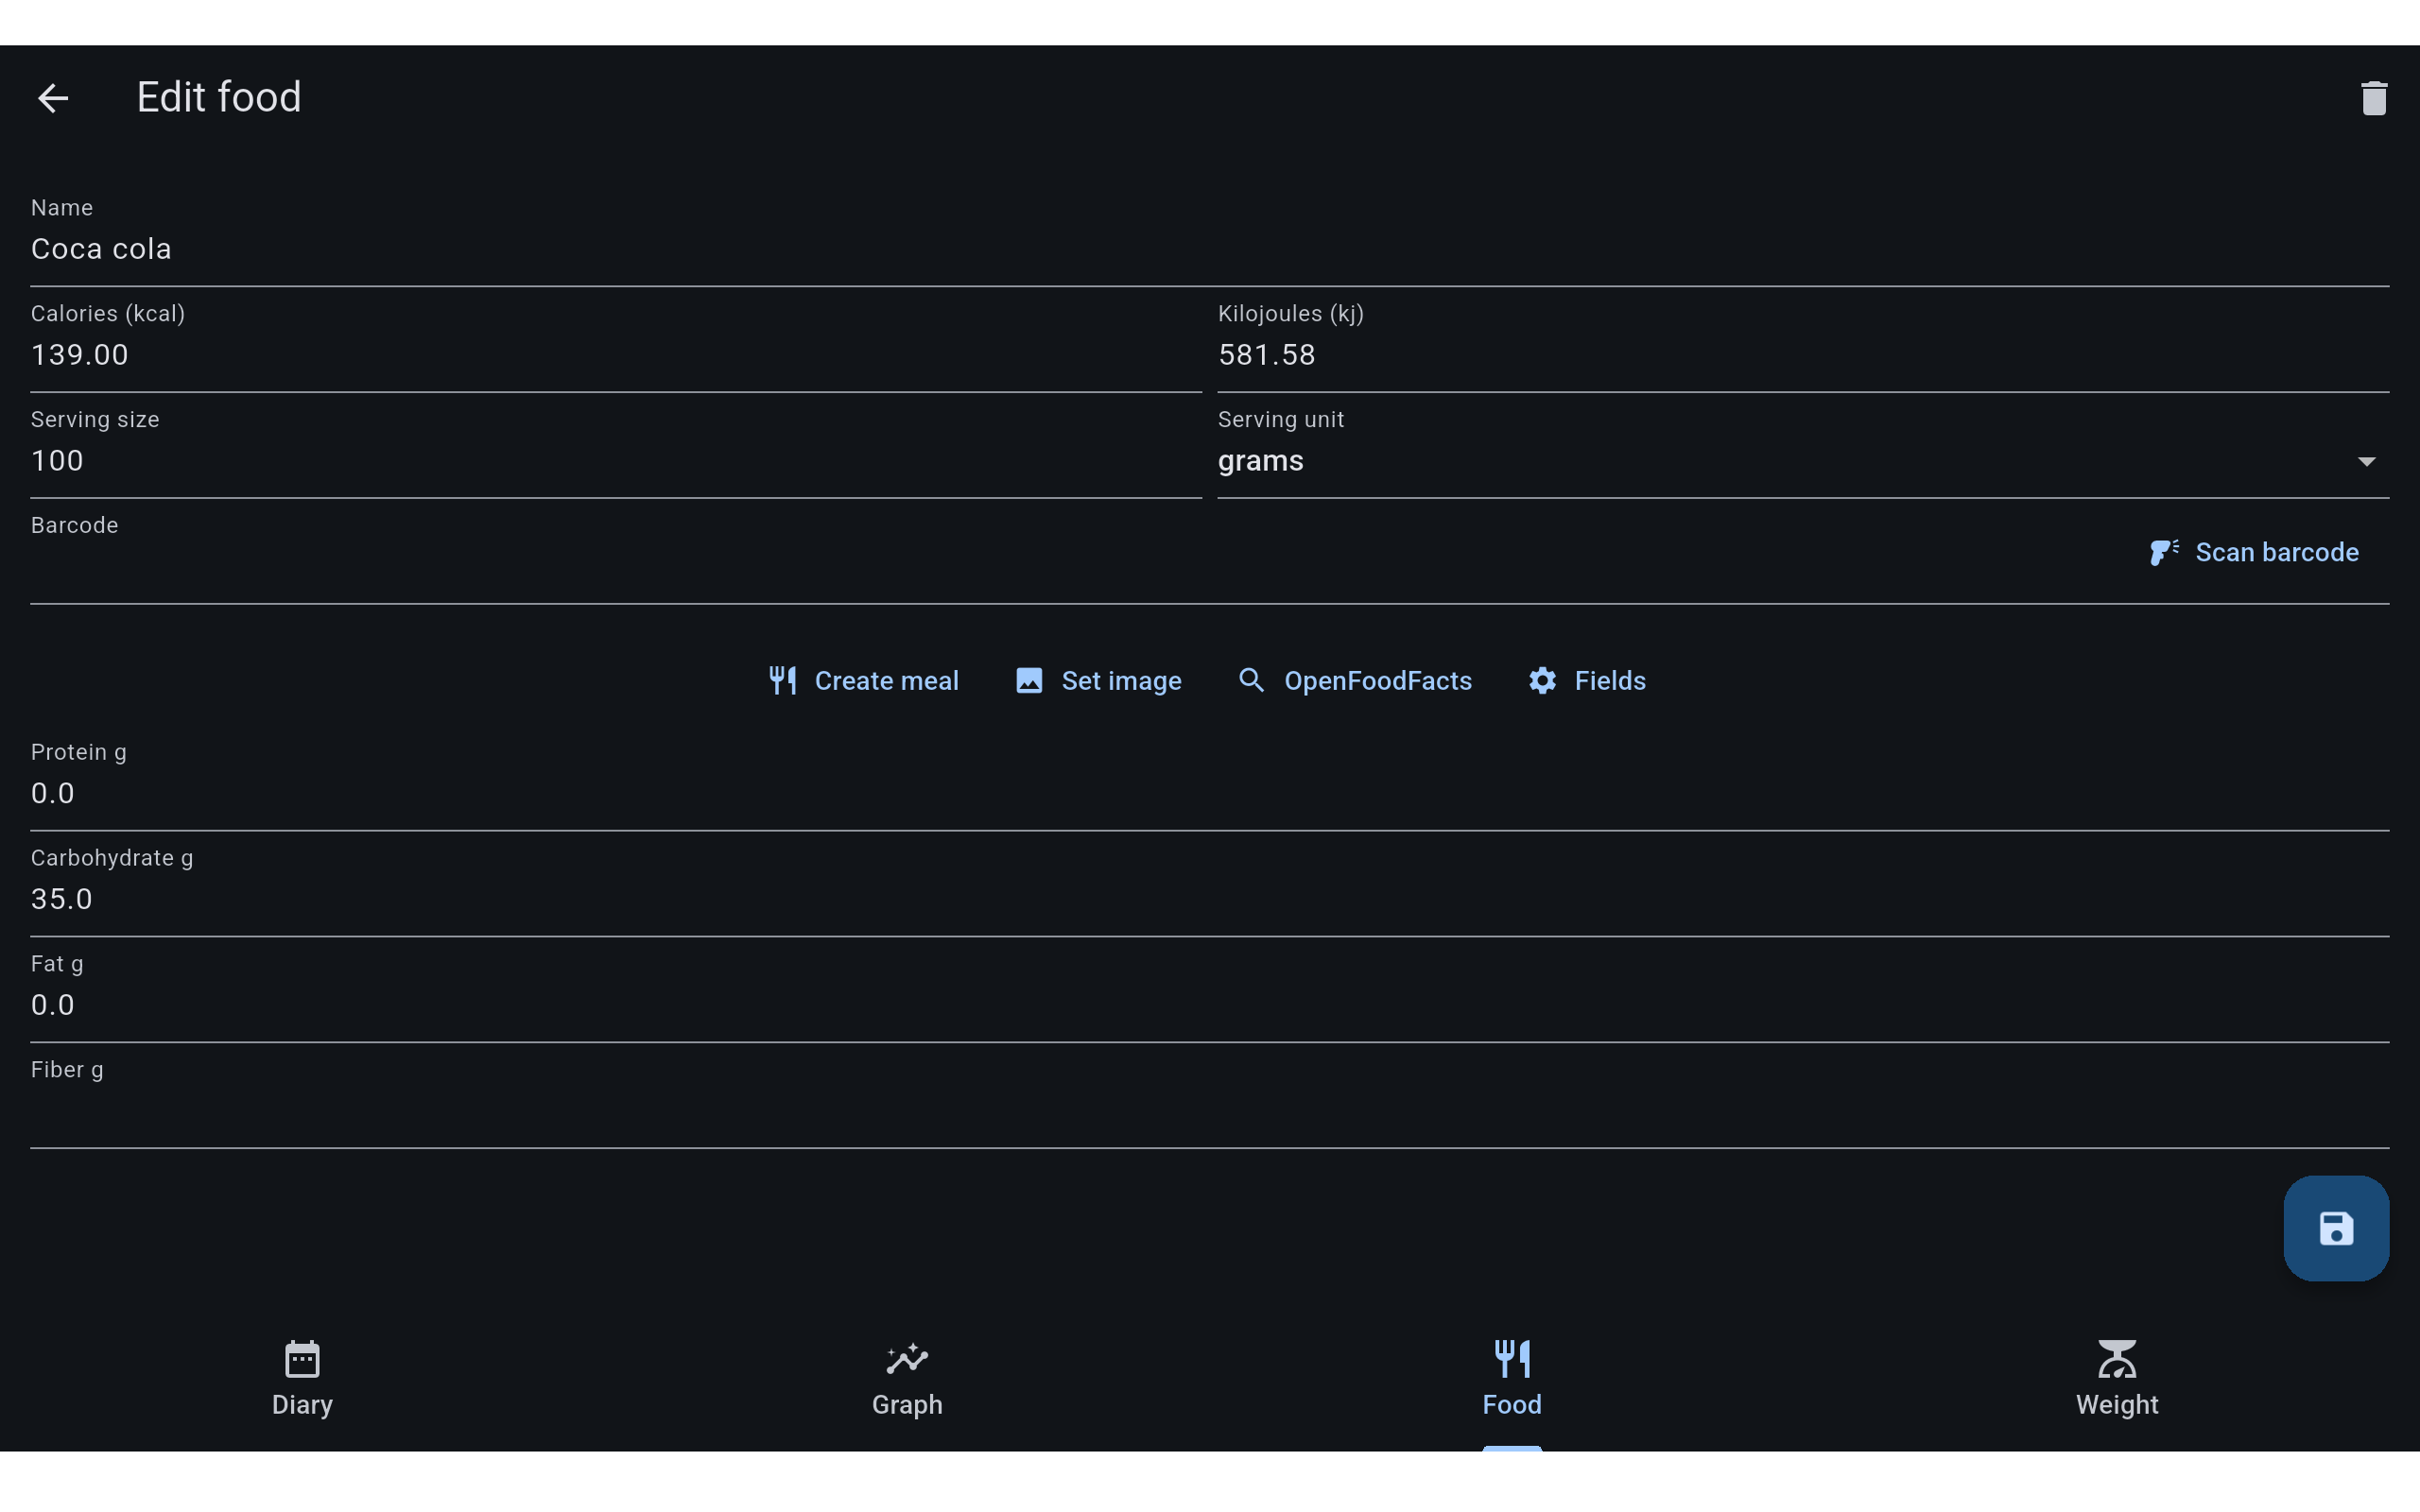 Edit food
Name
Coca cola
Calories (kcal)
139.00
Kilojoules (kj)
581.58
Serving size
100
Serving unit
grams
Barcode
Scan barcode
Create meal
Set image
OpenFoodFacts
Fields
Protein g
0.0
Carbohydrate g
35.0
Fat g
0.0
Fiber g
Diary
Graph
Food
Weight